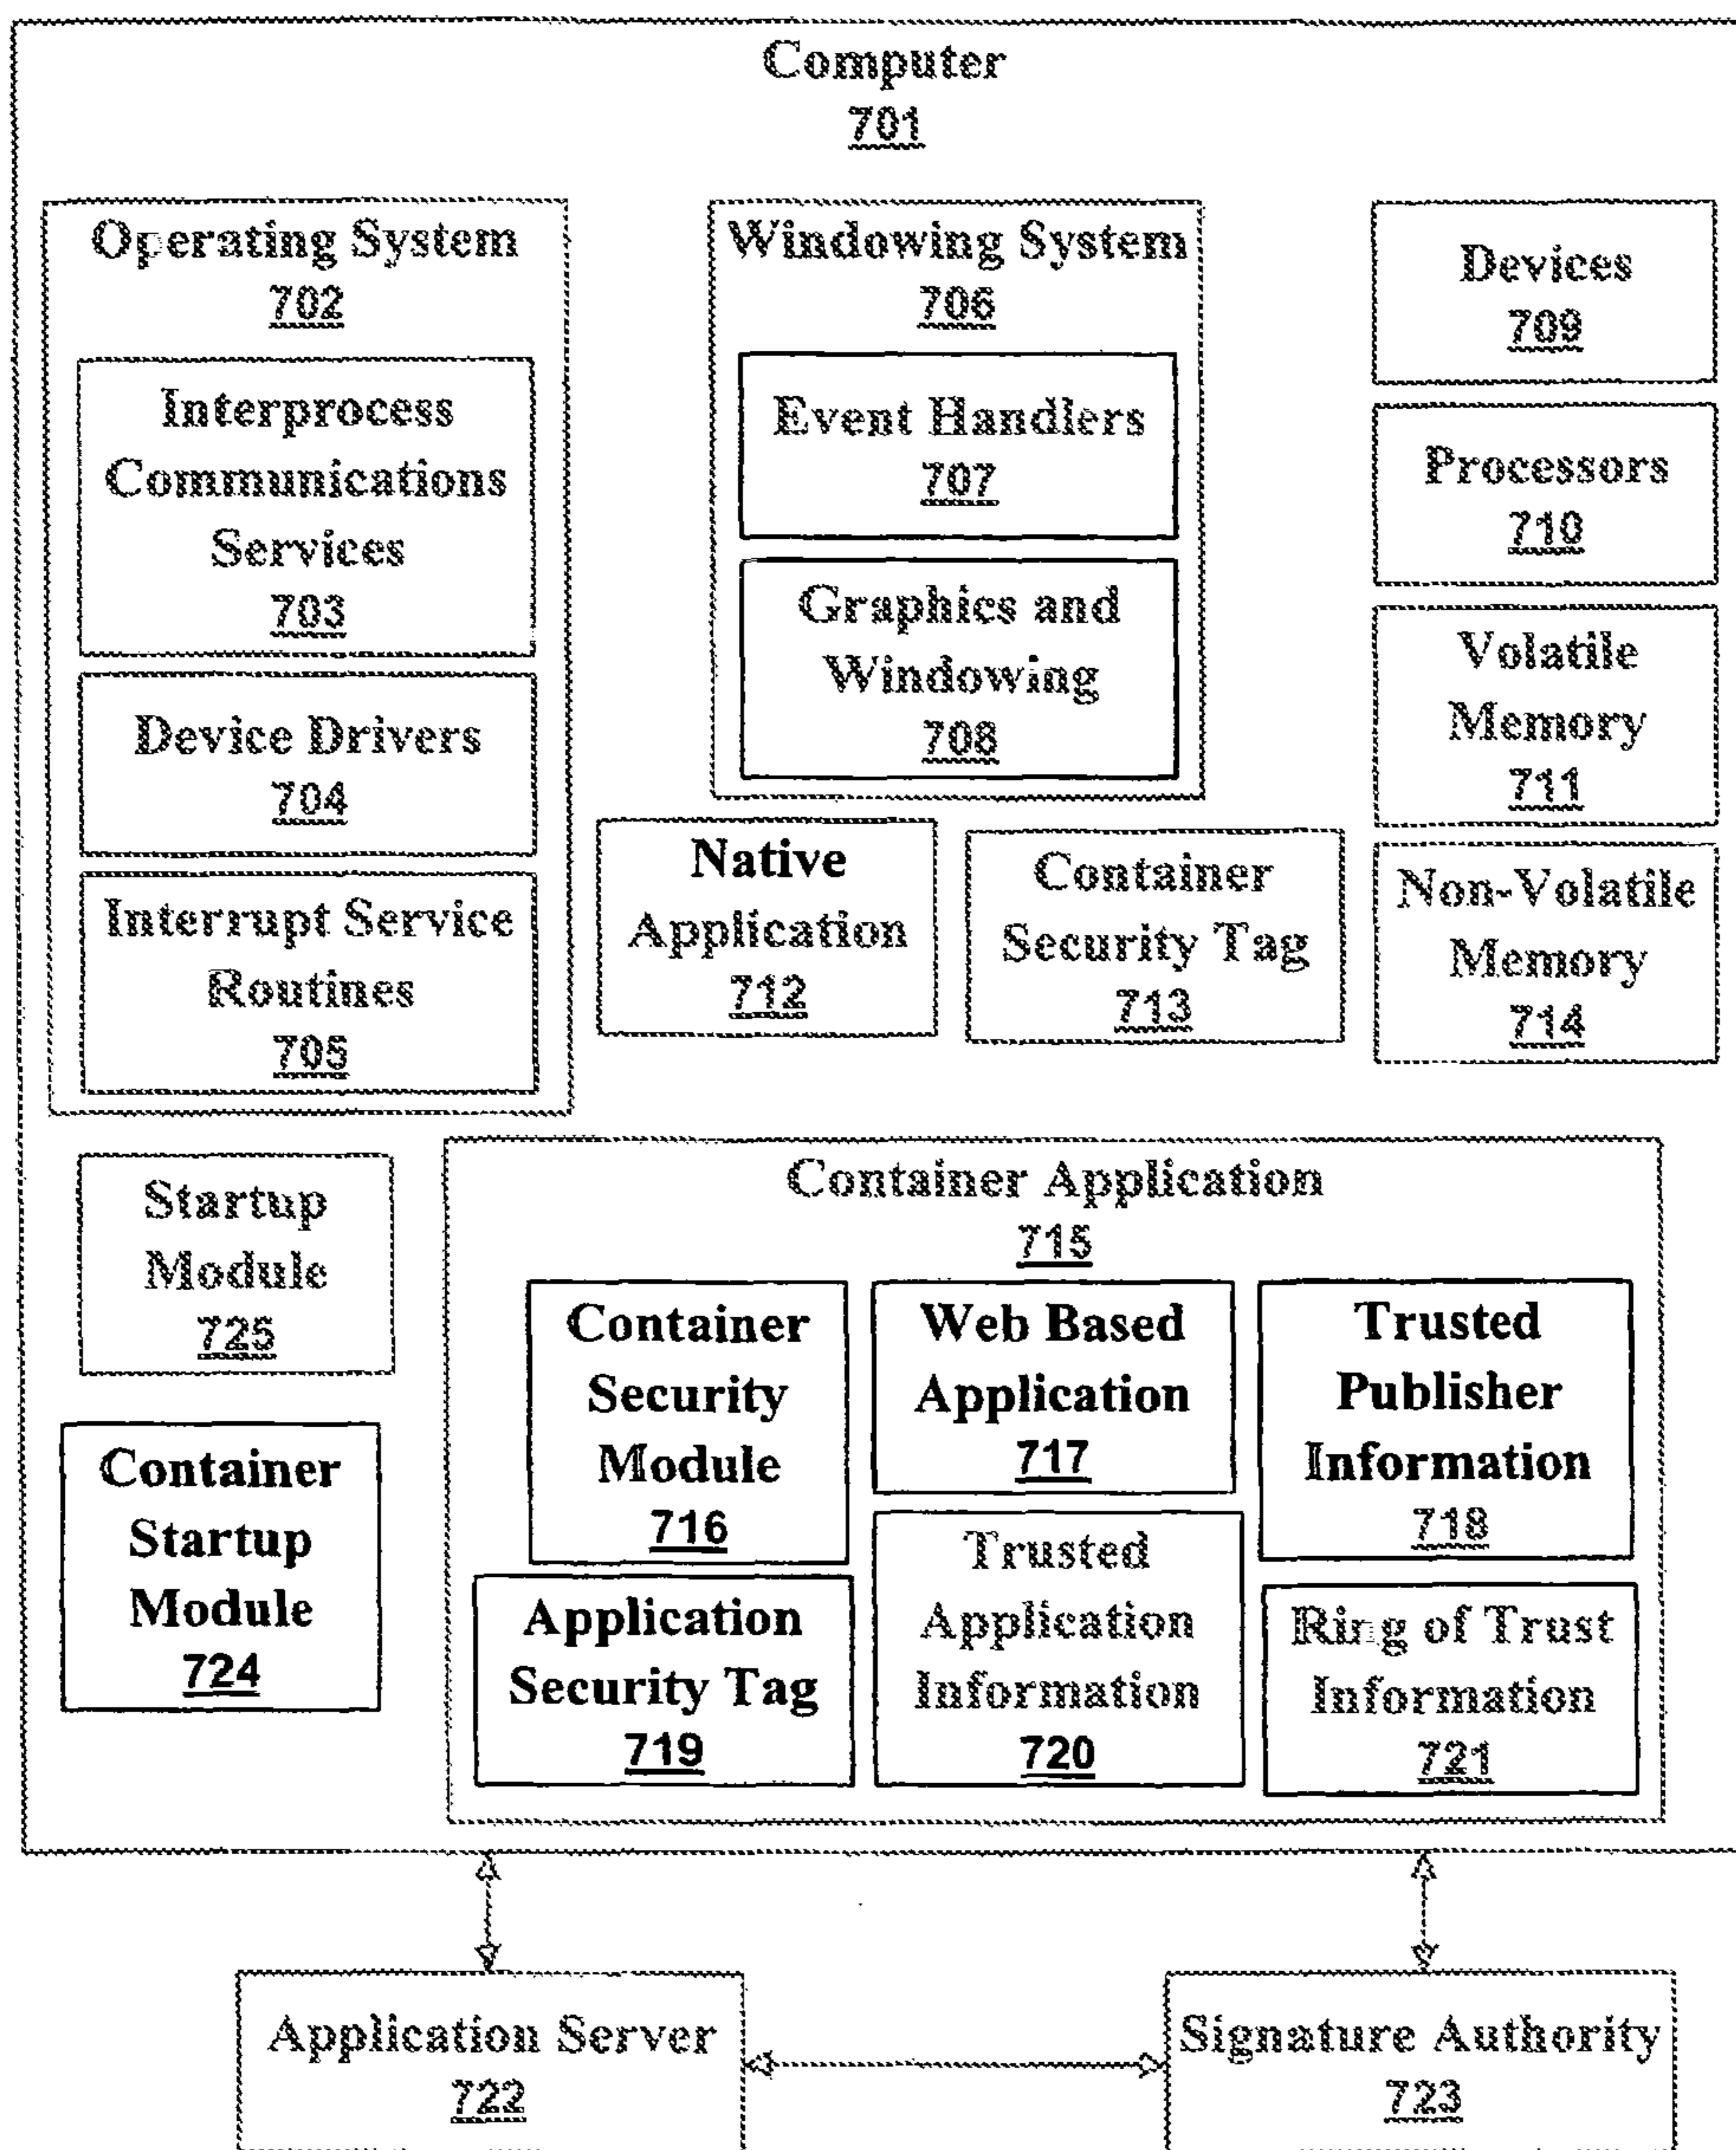 Computer
701
Operating System
702
Interprocess
Communications
Services
703
Device Drivers
704
Interrupt Service
Routines
705
Windowing System
706
Event Handlers
707
Graphics and
Windowing
708
Devices
709
Processors
710
Volatile
Memory
711
Non-Volatile
Memory
714
Native
Application
712
Container
Security Tag
713
Startup
Module
725
Container
Startup
Module
724
Container Application
715
Container
Security
Module
716
Web Based
Application
717
Trusted
Publisher
Information
718
Application
Security Tag
719
Trusted
Application
Information
720
Ring of Trust
Information
721
Application Server
722
Signature Authority
723